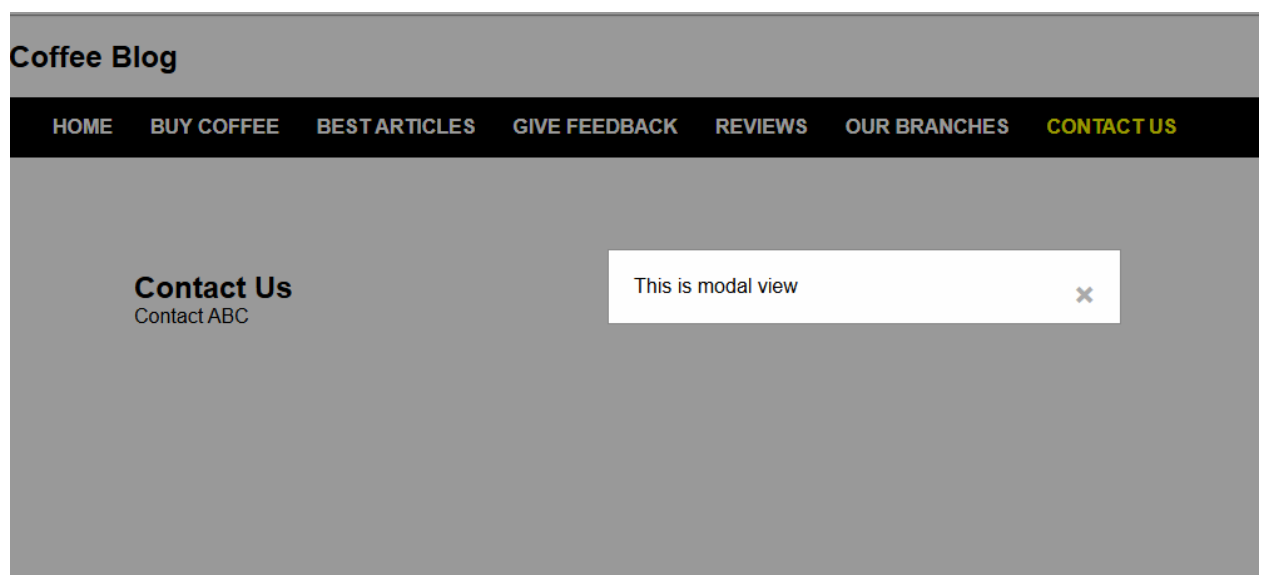 Coffee Blog
HOME BUY COFFEE BEST ARTICLES GIVE FEEDBACK REVIEWS OUR BRANCHES CONTACT US
This is modal view ×
Contact Us
Contact ABC